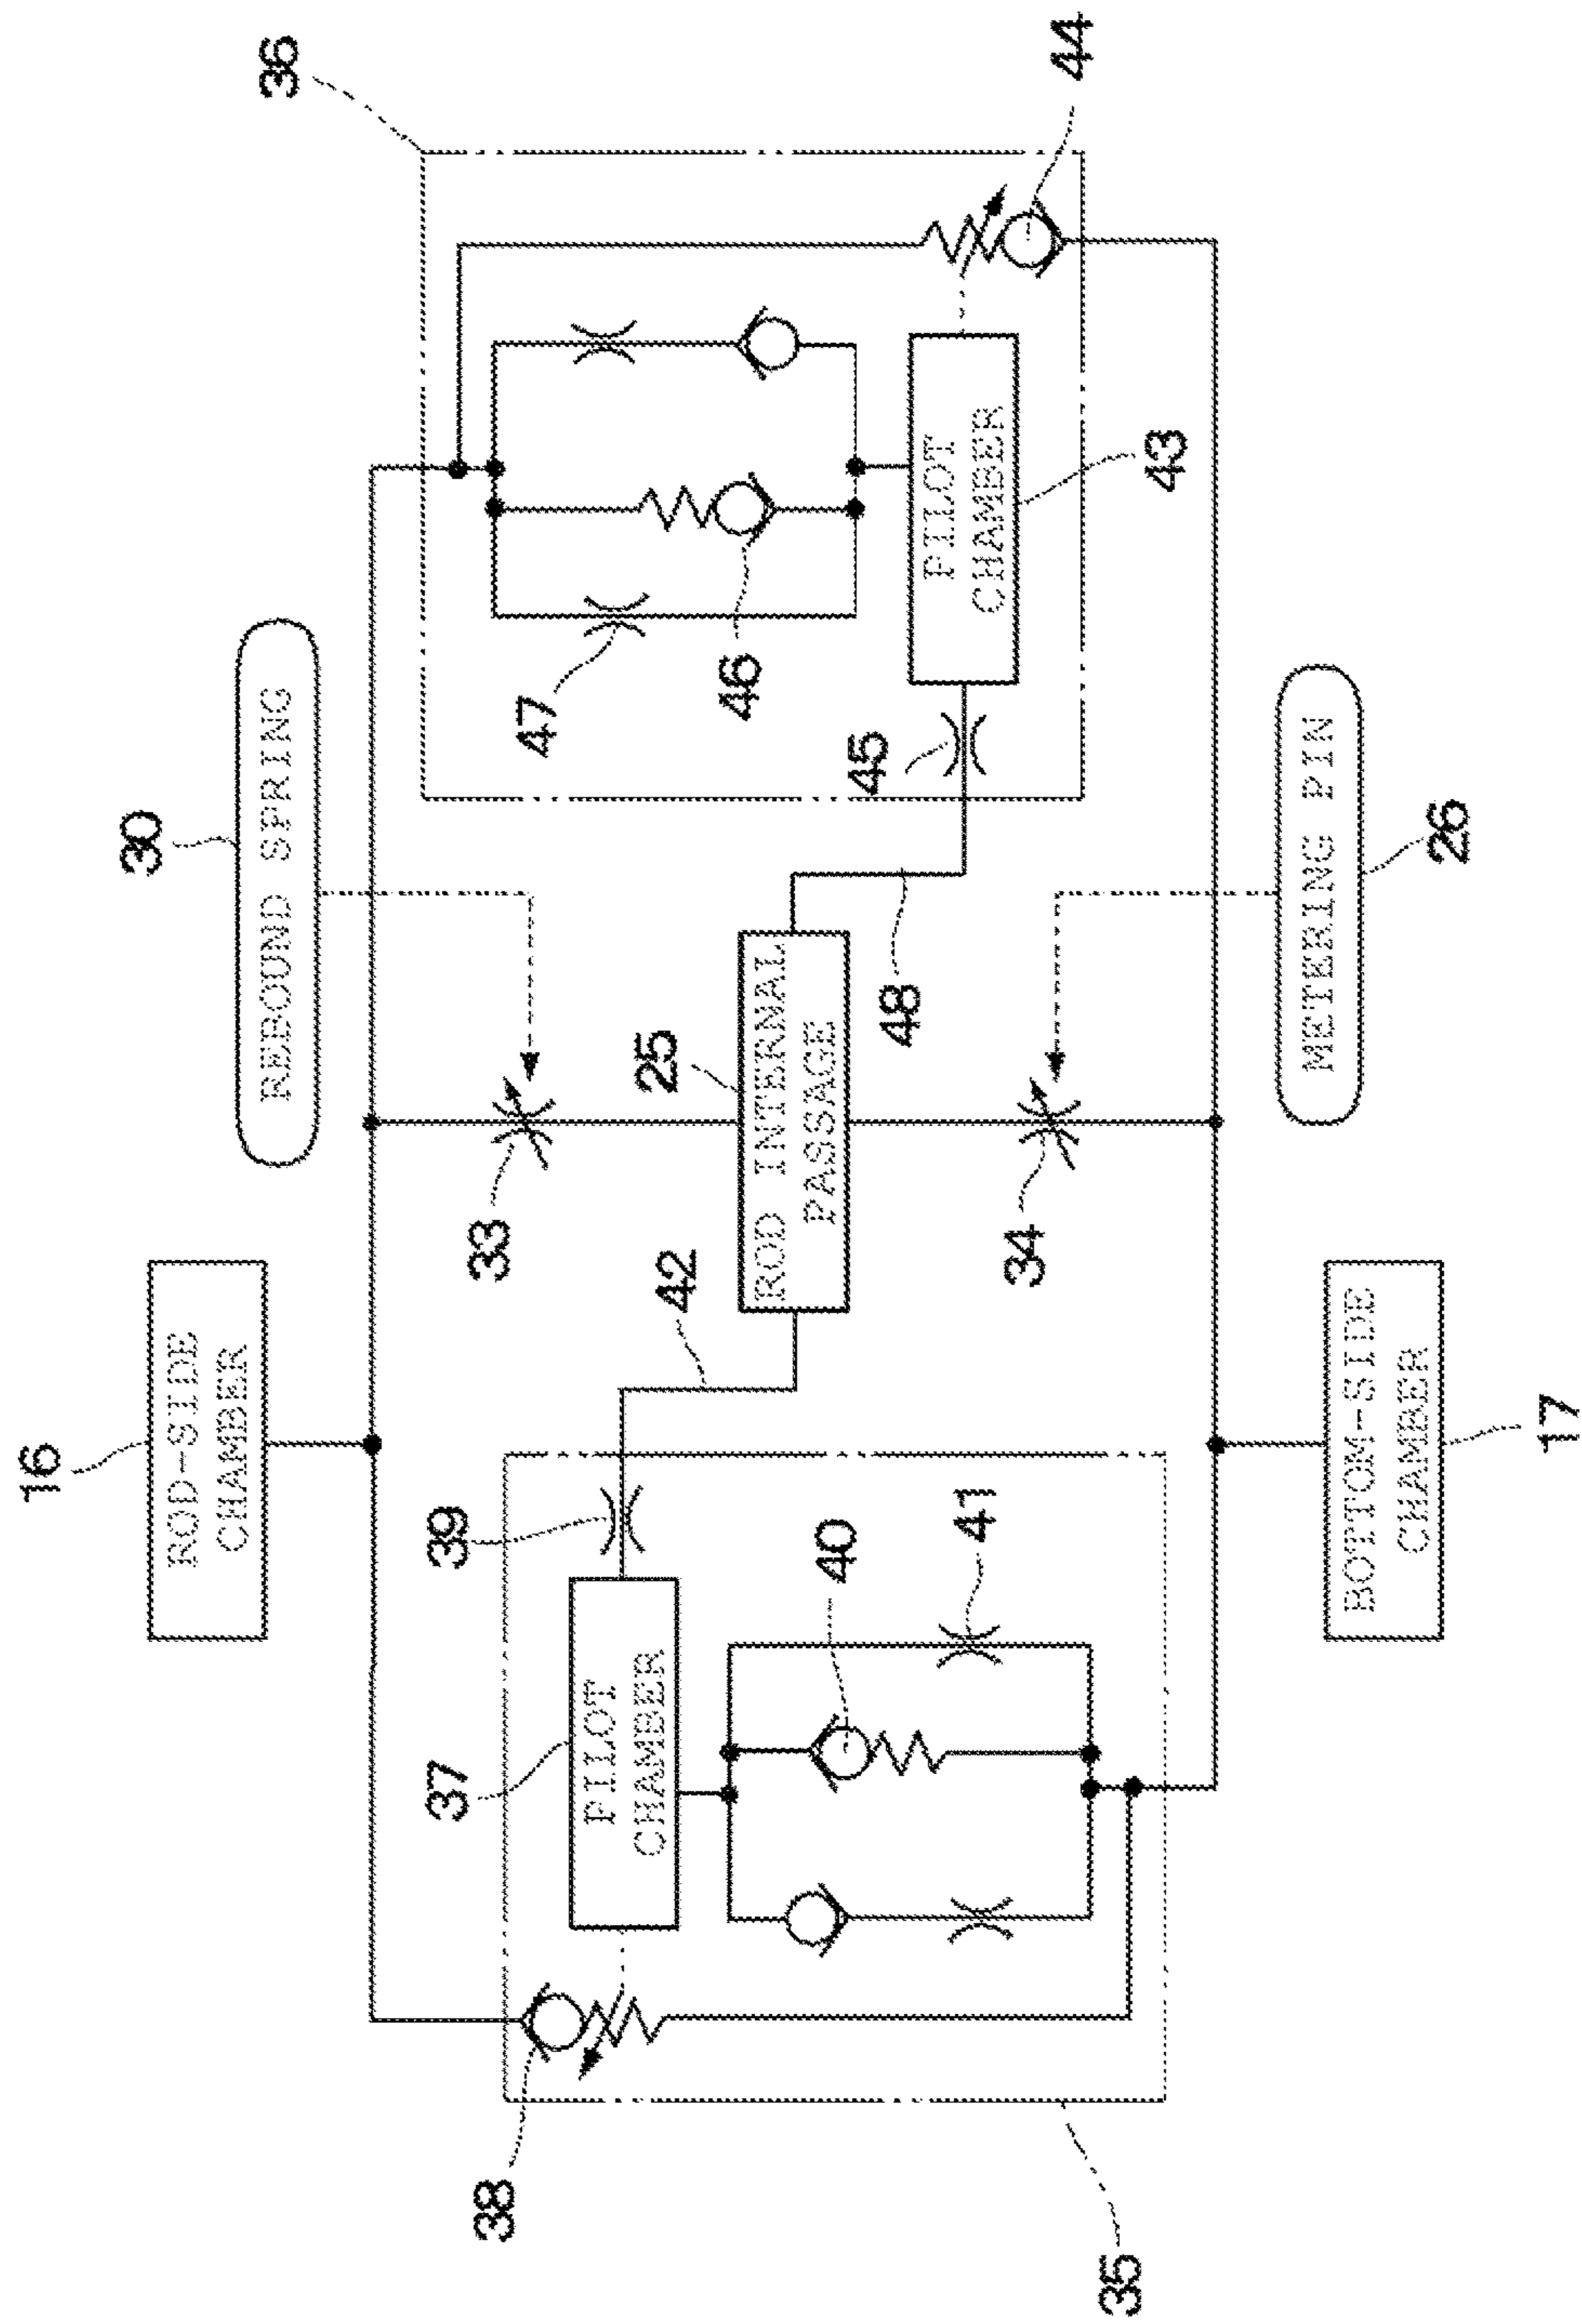 16
ROD-SIDE
CHAMBER
30
REBOUND SPRING
36
33
25
ROD INTERNAL
PASSAGE
42
48
34
38
37
PILOT
CHAMBER
39
40
41
35
47
46
45
PILOT
CHAMBER
43
44
BOTTOM-SIDE
CHAMBER
17
METERING PIN
26